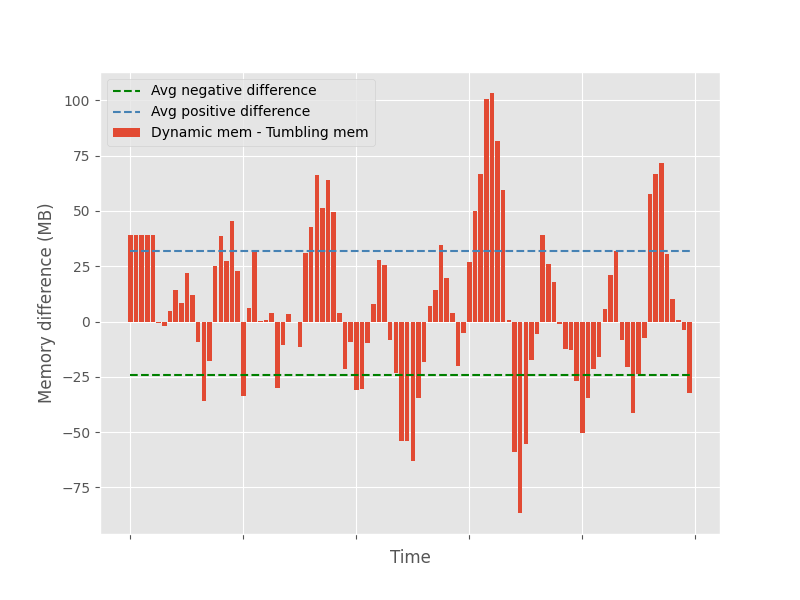 Avg negative difference
Avg positive difference
Dynamic mem - Tumbling mem
100
75
50
25
0
−25
−50
−75
Memory difference (MB)
Time